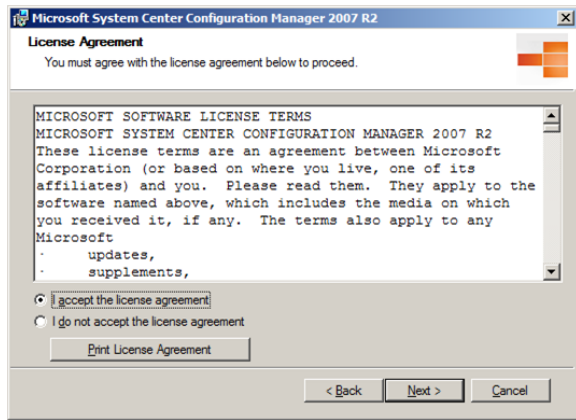 Microsoft System Center Configuration Manager 2007 R2
License Agreement
You must agree with the license agreement below to proceed.
MICROSOFT SOFTWARE LICENSE TERMS
MICROSOFT SYSTEM CENTER CONFIGURATION MANAGER 2007 R2
These license terms are an agreement between Microsoft
Corporation (or based on where you live, one of its
affiliates) and you.  Please read them.  They apply to the
software named above, which includes the media on which
you received it, if any.  The terms also apply to any
Microsoft
·     updates,
·     supplements,
I accept the license agreement
I do not accept the license agreement
Print License Agreement
< Back
Next >
Cancel